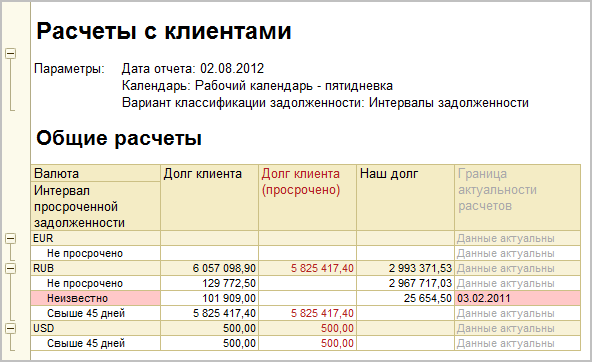 Расчеты с клиентами
Параметры: Дата отчета: 02.08.2012
Календарь: Рабочий календарь - пятидневка
Вариант классификации задолженности: Интервалы задолженности
Общие расчеты
Валюта Долг клиента Долг клиента (просрочено) Наш долг Граница актуальности расчетов
Интервал просроченной задолженности
EUR Данные актуальны
Не просрочено Данные актуальны
RUB 6 057 098,90 5 825 417,40 2 993 371,53 Данные актуальны
Не просрочено 129 772,50 2 967 717,03 Данные актуальны
Неизвестно 101 909,00 25 654,50 03.02.2011
Свыше 45 дней 5 825 417,40 5 825 417,40 Данные актуальны
USD 500,00 500,00 Данные актуальны
Свыше 45 дней 500,00 500,00 Данные актуальны